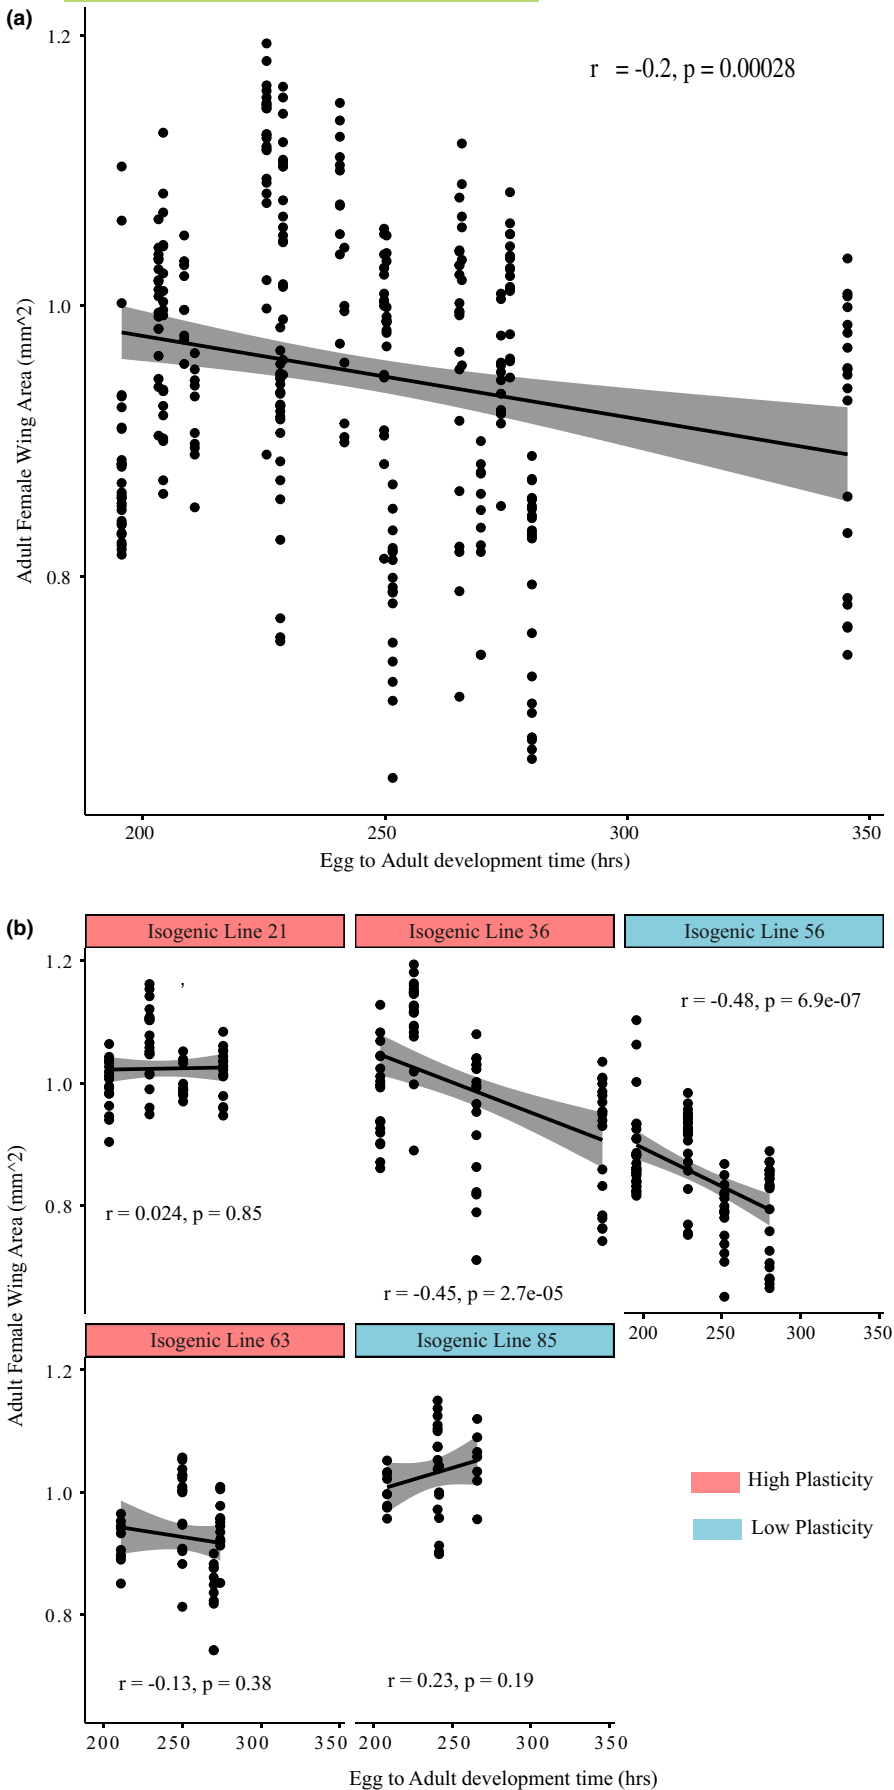 (a)
1.2
1.0
0.8
Adult Female Wing Area (mm^2)
r = -0.2, p = 0.00028
200 250 300 350
Egg to Adult development time (hrs)
(b)
Isogenic Line 21 Isogenic Line 36 Isogenic Line 56
1.2
1.0
0.8
,
r = 0.024, p = 0.85
r = -0.45, p = 2.7e-05
r = -0.48, p = 6.9e-07
200 250 300 350
Adult Female Wing Area (mm^2)
Isogenic Line 63 Isogenic Line 85
1.2
1.0
0.8
r = -0.13, p = 0.38
r = 0.23, p = 0.19
High Plasticity
Low Plasticity
200 250 300 350 200 250 300 350
Egg to Adult development time (hrs)